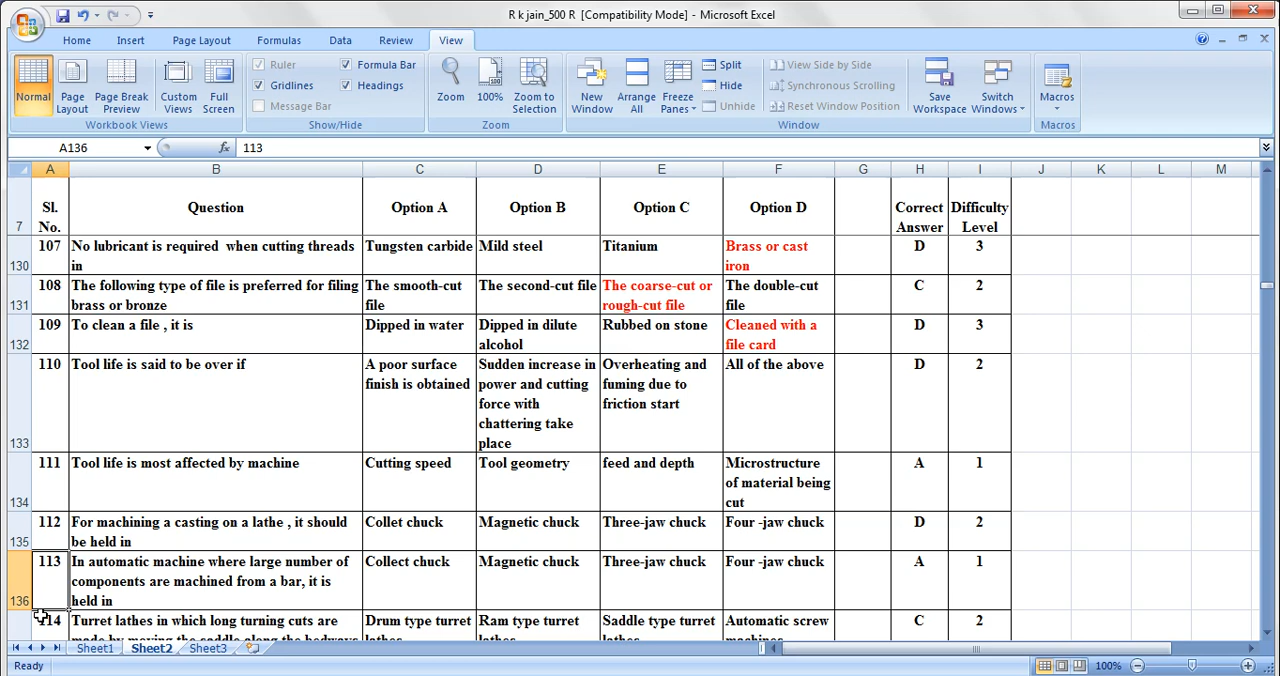 R k jain_500 R [Compatibility Mode] - Microsoft Excel
Home Insert Page Layout Formulas Data Review View
Normal
Page Layout
Page Break Preview
Custom Views
Full Screen
Workbook Views
Ruler
Formula Bar
Gridlines
Headings
Message Bar
Show/Hide
Zoom
100%
Zoom to Selection
Zoom
New Window
Arrange All
Freeze Panes
Split
Hide
Unhide
View Side by Side
Synchronous Scrolling
Reset Window Position
Window
Save Workspace
Switch Windows
Macros
Macros
A136 fx 113
A B C D E F G H I J K L M
7 Sl. No. Question Option A Option B Option C Option D Correct Answer Difficulty Level
130 107 No lubricant is required when cutting threads in Tungsten carbide Mild steel Titanium Brass or cast iron D 3
131 108 The following type of file is preferred for filing brass or bronze The smooth-cut file The second-cut file The coarse-cut or rough-cut file The double-cut file C 2
132 109 To clean a file , it is Dipped in water Dipped in dilute alcohol Rubbed on stone Cleaned with a file card D 3
133 110 Tool life is said to be over if A poor surface finish is obtained Sudden increase in power and cutting force with chattering take place Overheating and fuming due to friction start All of the above D 2
134 111 Tool life is most affected by machine Cutting speed Tool geometry feed and depth Microstructure of material being cut A 1
135 112 For machining a casting on a lathe , it should be held in Collet chuck Magnetic chuck Three-jaw chuck Four -jaw chuck D 2
136 113 In automatic machine where large number of components are machined from a bar, it is held in Collect chuck Magnetic chuck Three-jaw chuck Four -jaw chuck A 1
114 Turret lathes in which long turning cuts are made by moving the saddle along the bedways Drum type turret lathes Ram type turret lathes Saddle type turret lathes Automatic screw machines C 2
Sheet1 Sheet2 Sheet3
Ready 100%